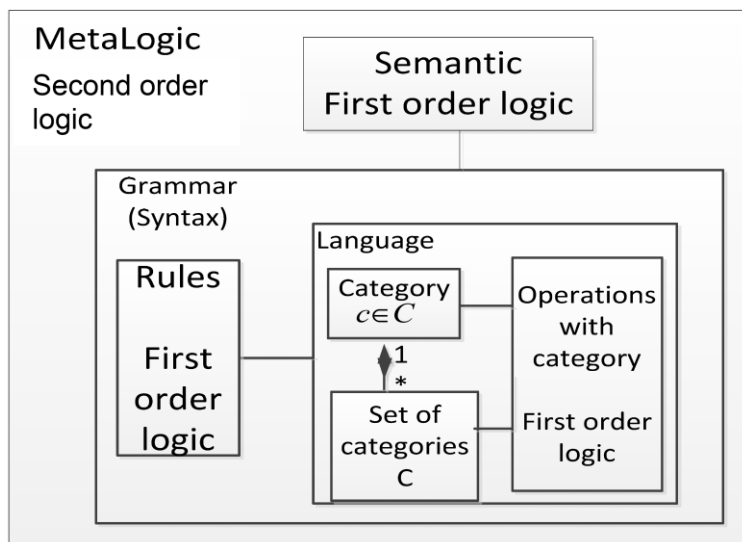 MetaLogic
Second order
logic
Semantic
First order logic
Grammar
(Syntax)
Rules
First
order
logic
Language
Category
c∈C
1
*
Set of
categories
C
Operations
with
category
First order
logic